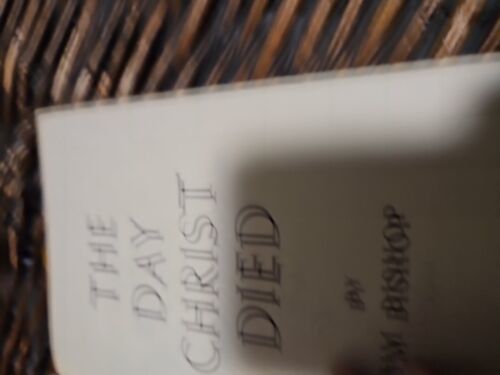 THE
DAY
CHRIST
DIED
BY
BISHOP